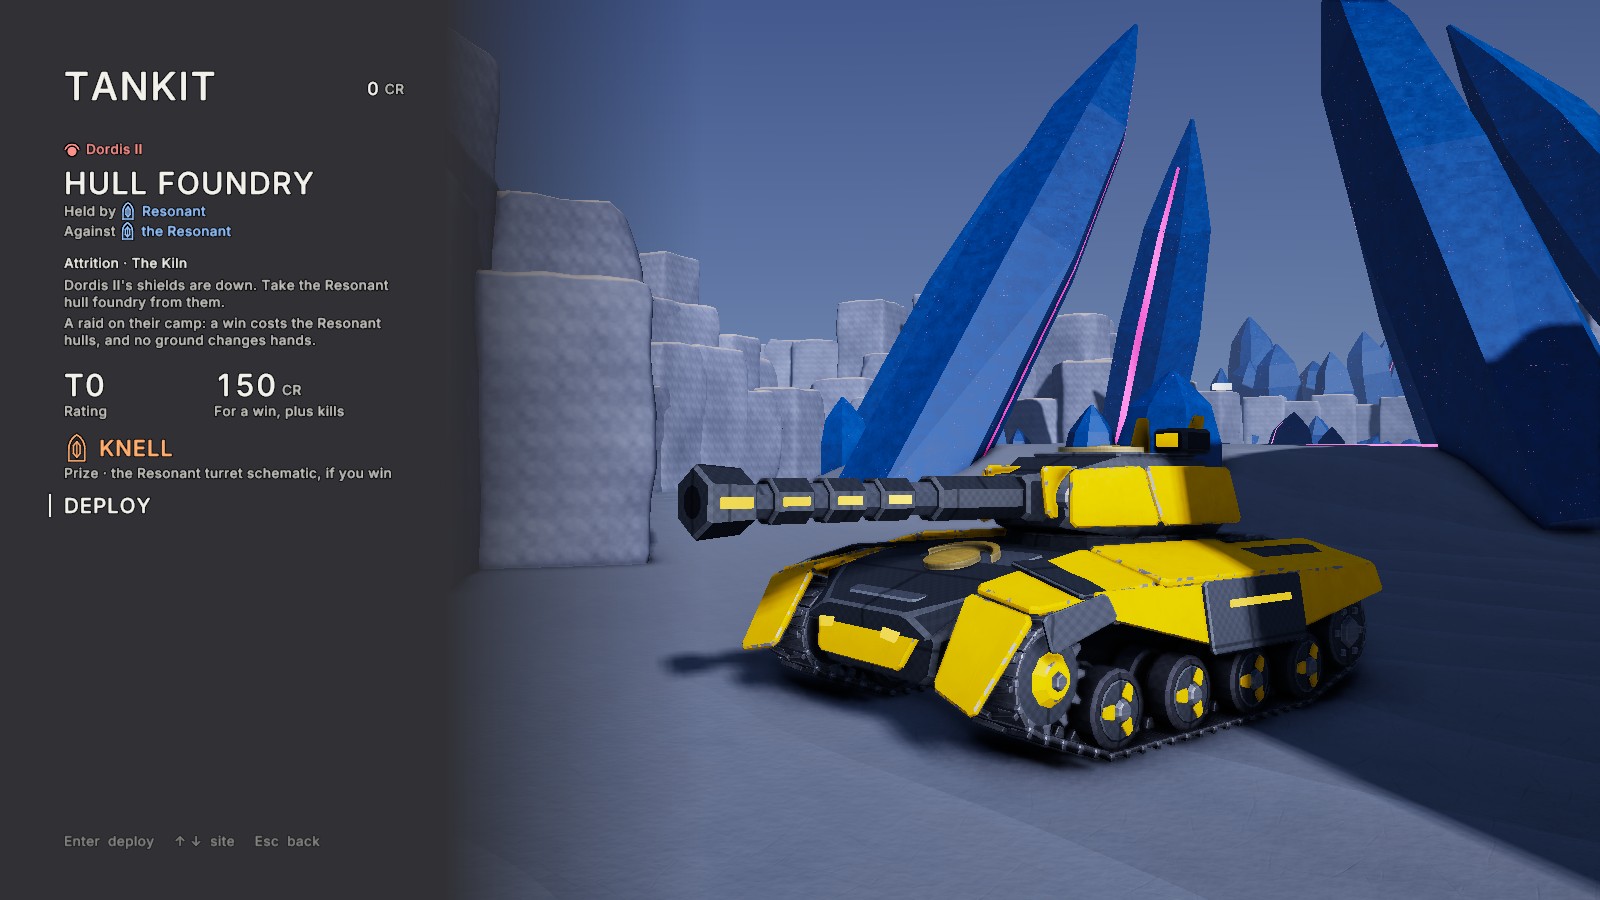 TANKIT
0 CR
Dordis II
HULL FOUNDRY
Held by Resonant
Against the Resonant
Attrition · The Kiln
Dordis II's shields are down. Take the Resonant
hull foundry from them.
A raid on their camp: a win costs the Resonant
hulls, and no ground changes hands.
T0
Rating
150 CR
For a win, plus kills
KNELL
Prize · the Resonant turret schematic, if you win
DEPLOY
Enter deploy ↑ ↓ site Esc back